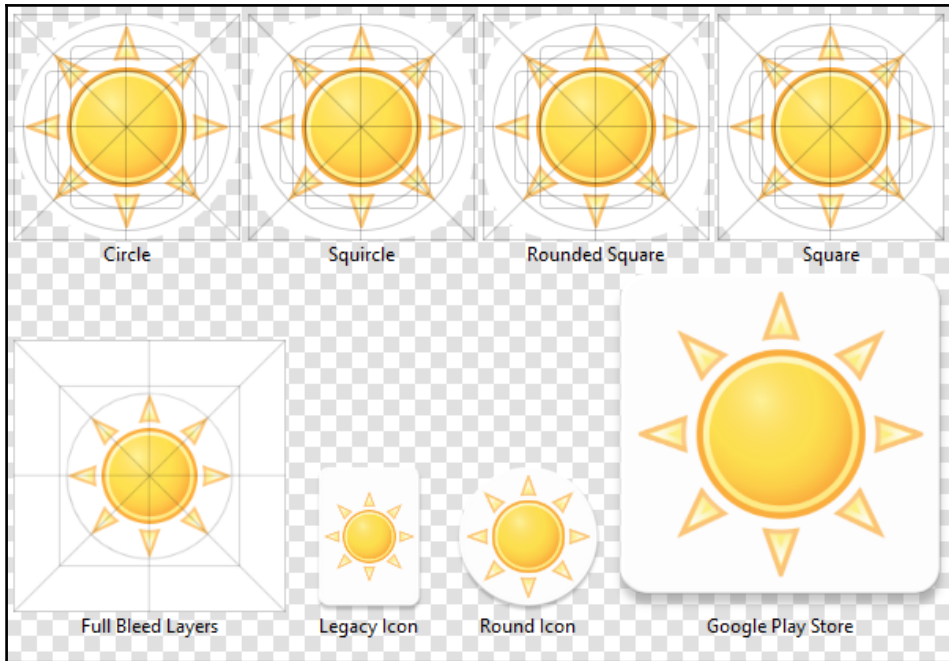 Circle
Squircle
Rounded Square
Square
Full Bleed Layers
Legacy Icon
Round Icon
Google Play Store